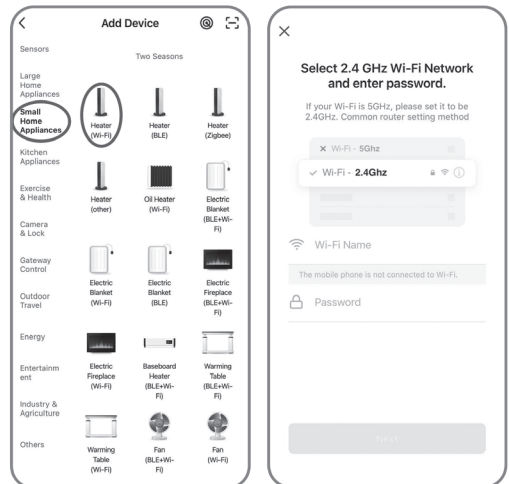 Add Device
Sensors
Large
Home
Appliances
Small
Home
Appliances
Kitchen
Appliances
Exercise
& Health
Camera
& Lock
Gateway
Control
Outdoor
Travel
Energy
Entertainm
ent
Industry &
Agriculture
Others
Two Seasons
Heater
(Wi-Fi)
Heater
(BLE)
Heater
(Zigbee)
Heater
(other)
Oil Heater
(Wi-Fi)
Electric
Blanket
(BLE+Wi-
Fi)
Electric
Blanket
(Wi-Fi)
Electric
Blanket
(BLE)
Electric
Fireplace
(BLE+Wi-
Fi)
Electric
Fireplace
(Wi-Fi)
Baseboard
Heater
(BLE+Wi-
Fi)
Warming
Table
(BLE+Wi-
Fi)
Warming
Table
(Wi-Fi)
Fan
(BLE+Wi-
Fi)
Fan
(Wi-Fi)
Select 2.4 GHz Wi-Fi Network
and enter password.
If your Wi-Fi is 5GHz, please set it to be
2.4GHz. Common router setting method
Wi-Fi - 5Ghz
Wi-Fi - 2.4Ghz
Wi-Fi Name
The mobile phone is not connected to Wi-Fi.
Password
Next